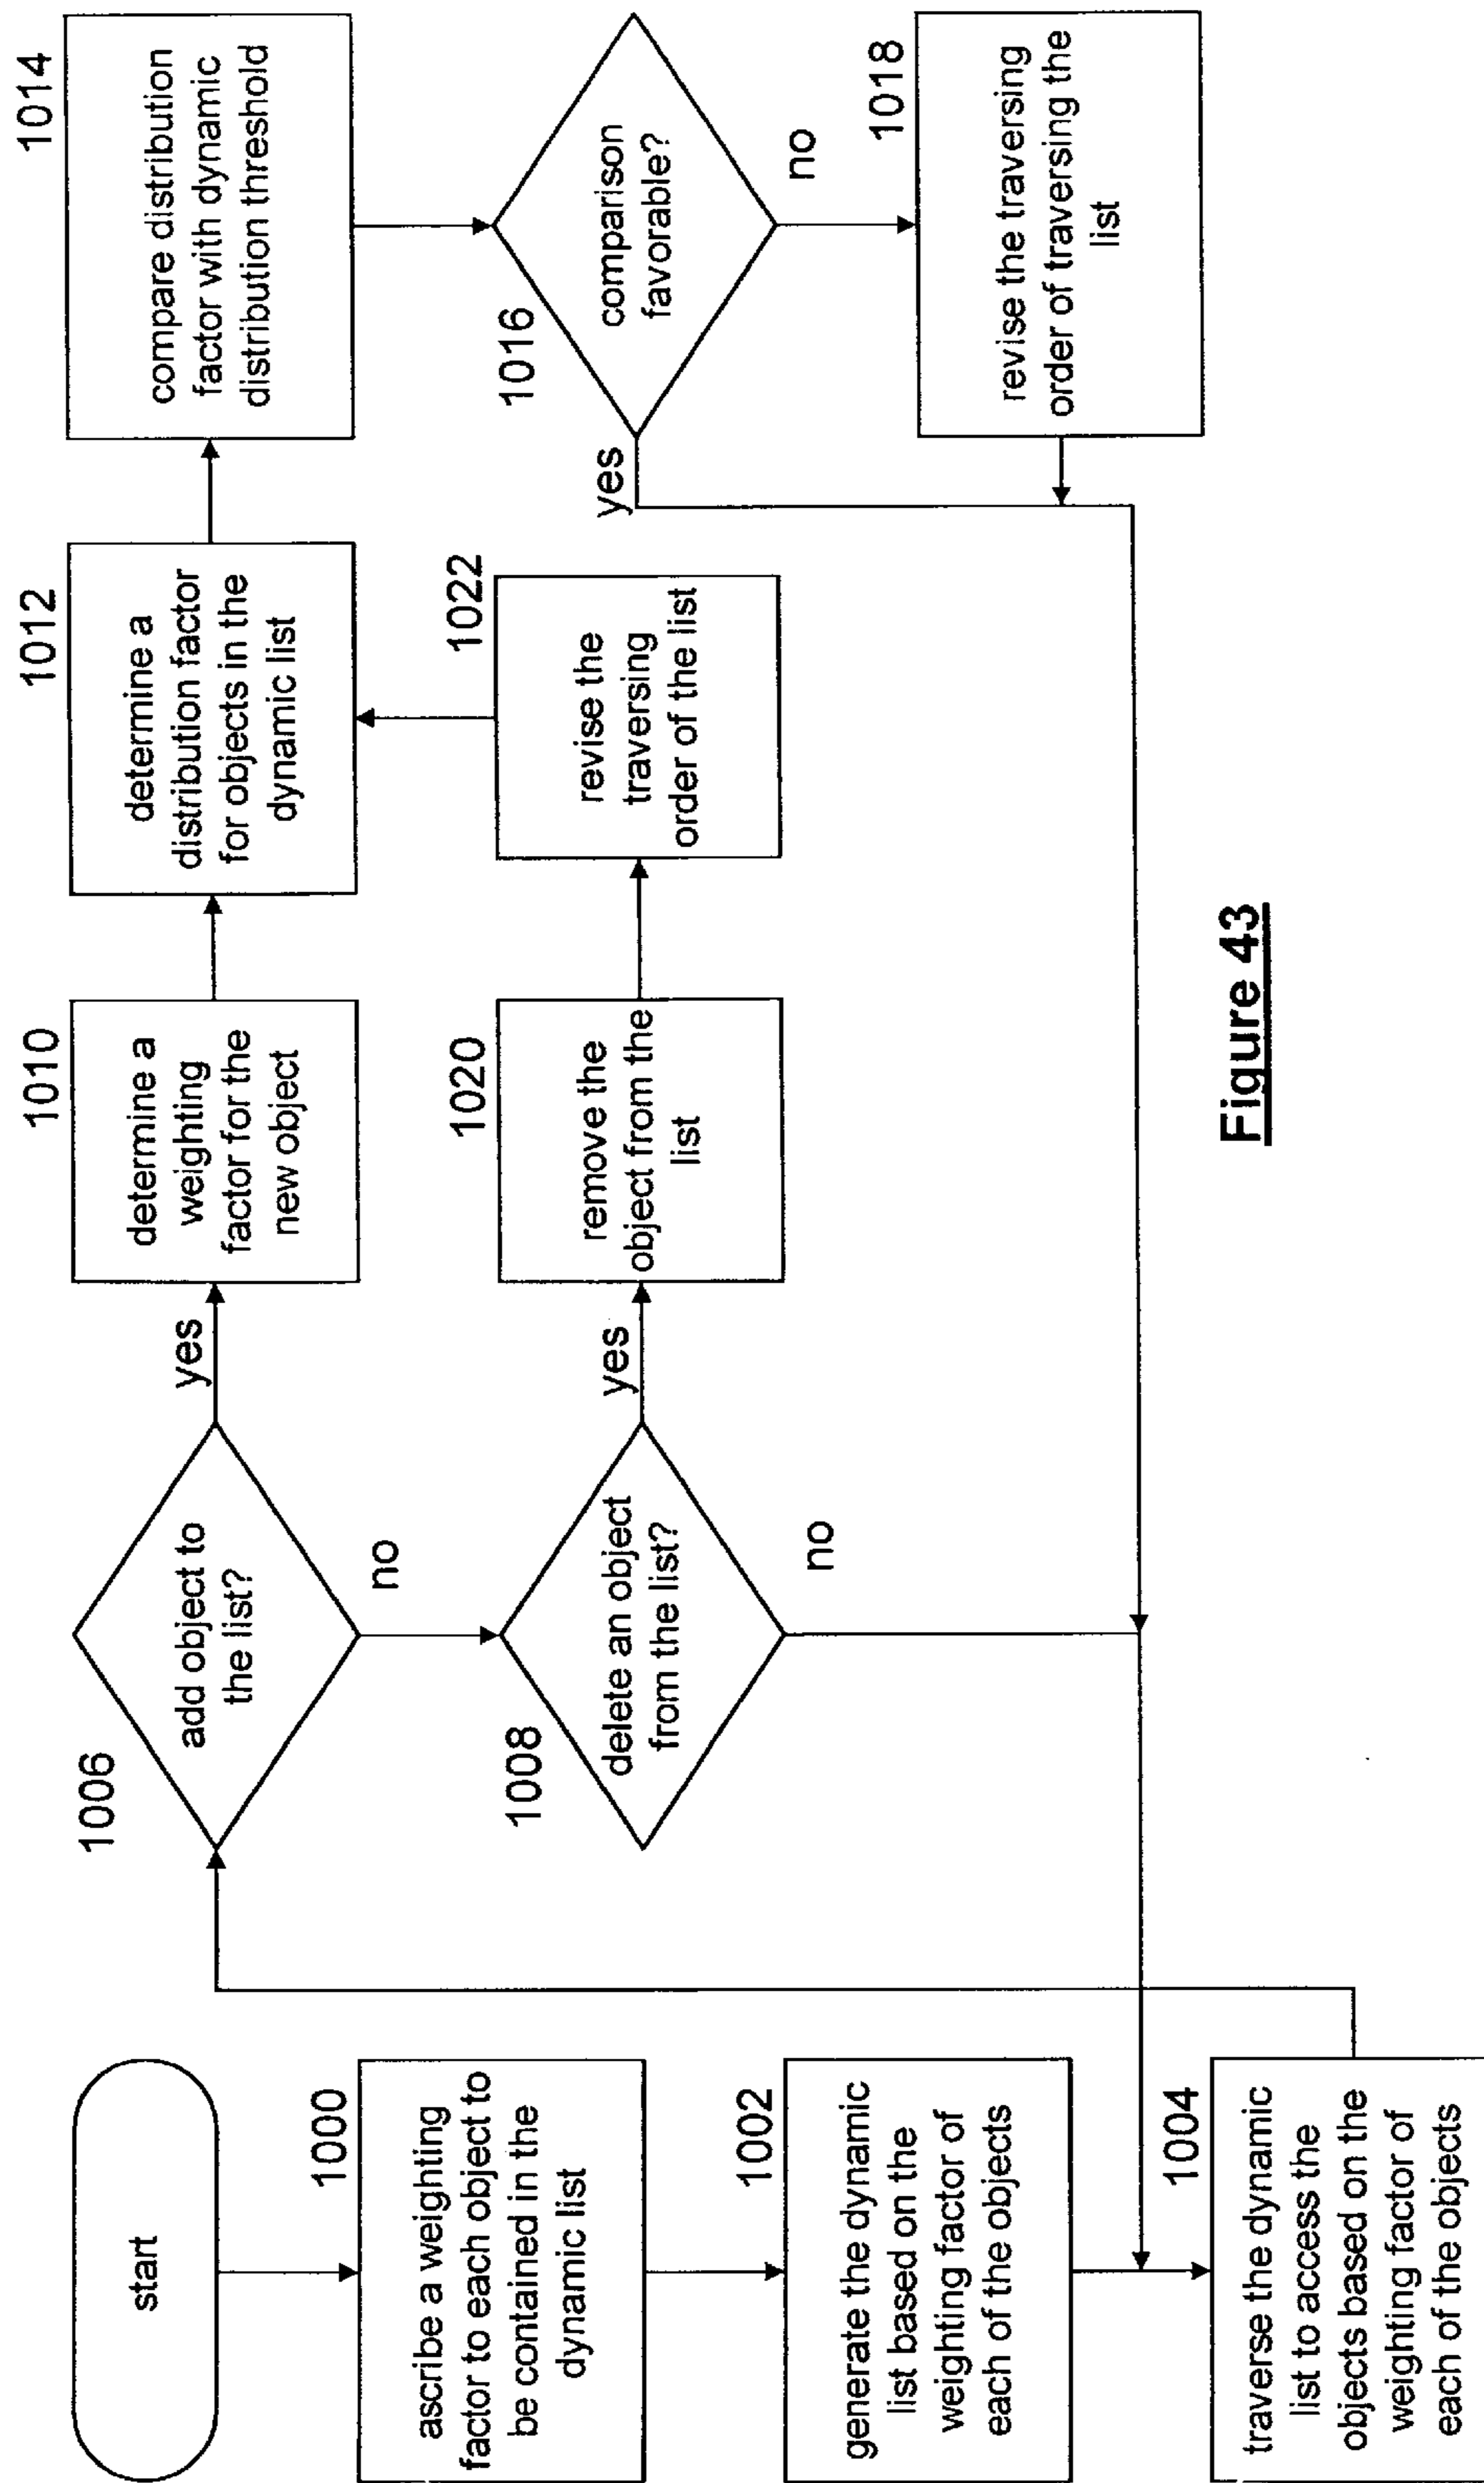 start
1000
ascribe a weighting
factor to each object to
be contained in the
dynamic list
1002
generate the dynamic
list based on the
weighting factor of
each of the objects
1004
traverse the dynamic
list to access the
objects based on the
weighting factor of
each of the objects
1006
add object to
the list?
yes
no
1008
delete an object
from the list?
yes
no
1010
determine a
weighting
factor for the
new object
1020
remove the
object from the
list
1012
determine a
distribution factor
for objects in the
dynamic list
1022
revise the
traversing
order of the list
1014
compare distribution
factor with dynamic
distribution threshold
1016
comparison
favorable?
yes
no
1018
revise the traversing
order of traversing the
list
Figure 43